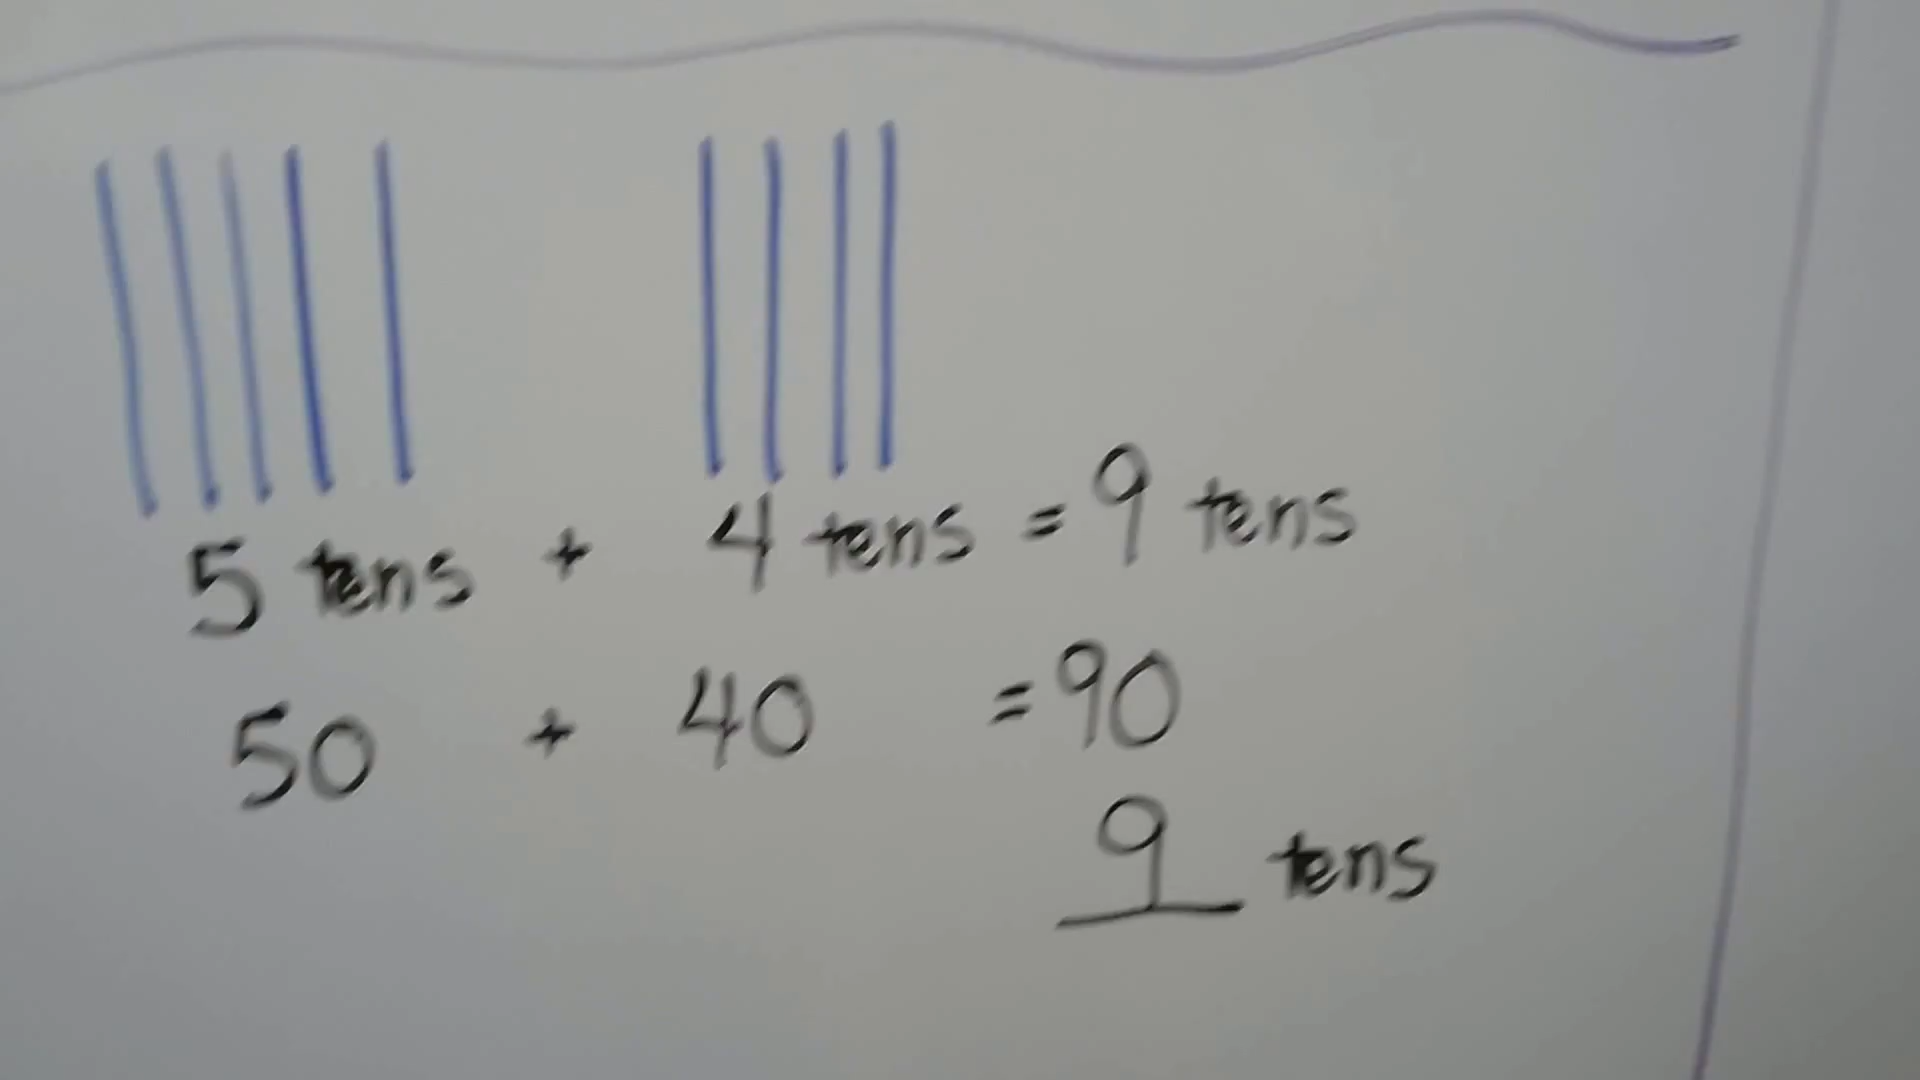 5 tens + 4 tens = 9 tens
50 + 40 = 90
9 tens